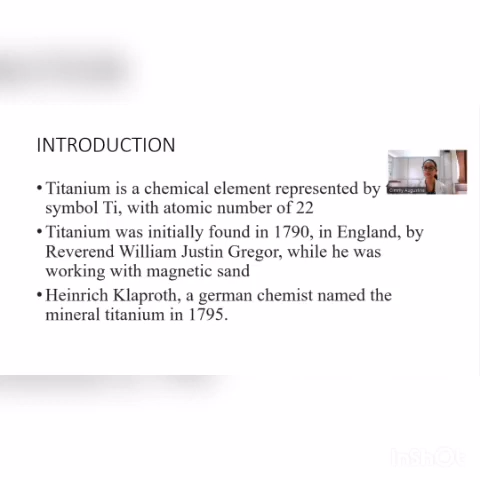 INTRODUCTION
• Titanium is a chemical element represented by
symbol Ti, with atomic number of 22
• Titanium was initially found in 1790, in England, by
Reverend William Justin Gregor, while he was
working with magnetic sand
• Heinrich Klaproth, a german chemist named the
mineral titanium in 1795.